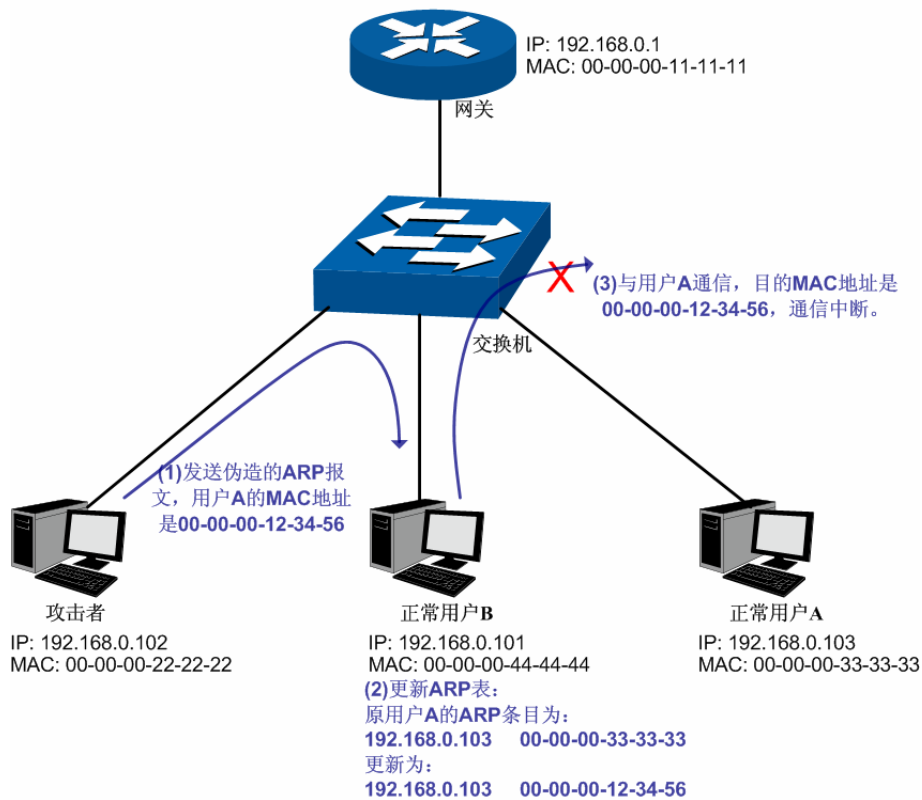 IP: 192.168.0.1
MAC: 00-00-00-11-11-11
网关
(3)与用户A通信，目的MAC地址是
00-00-00-12-34-56，通信中断。
交换机
(1)发送伪造的ARP报
文，用户A的MAC地址
是00-00-00-12-34-56
攻击者
IP: 192.168.0.102
MAC: 00-00-00-22-22-22
正常用户B
IP: 192.168.0.101
MAC: 00-00-00-44-44-44
(2)更新ARP表：
原用户A的ARP条目为：
192.168.0.103 00-00-00-33-33-33
更新为：
192.168.0.103 00-00-00-12-34-56
正常用户A
IP: 192.168.0.103
MAC: 00-00-00-33-33-33